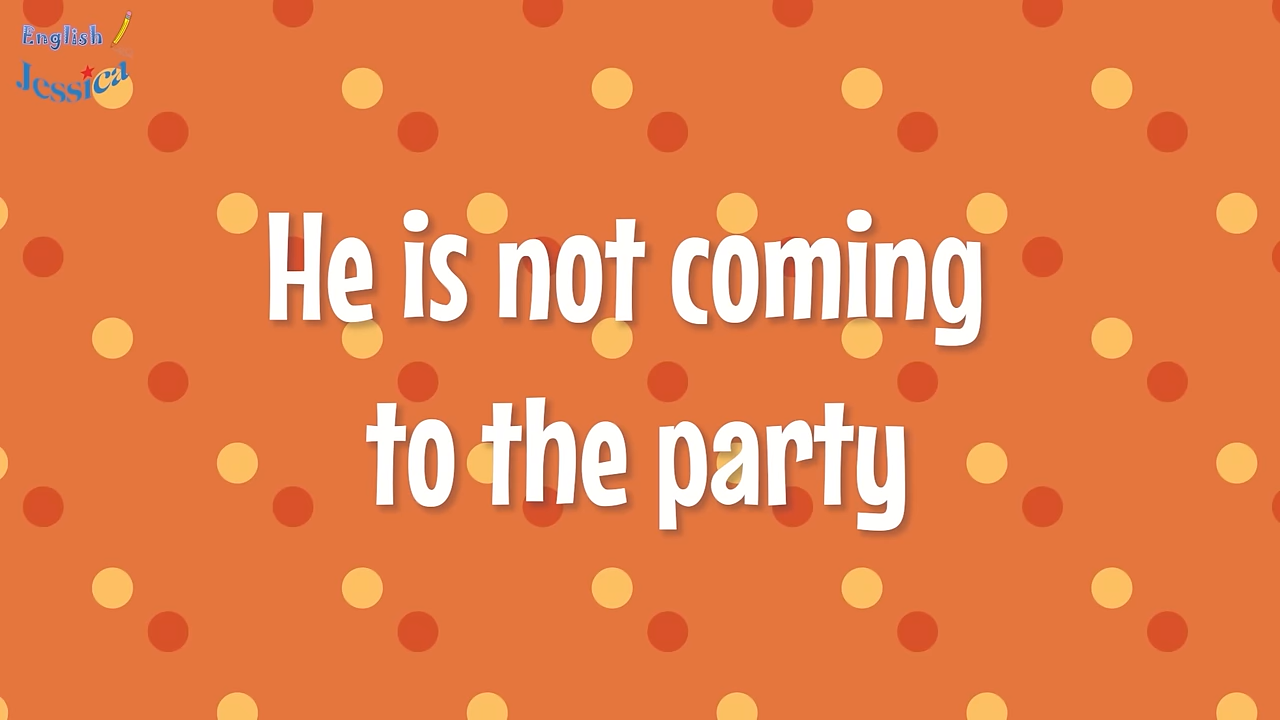 English
Jessica
He is not coming
to the party